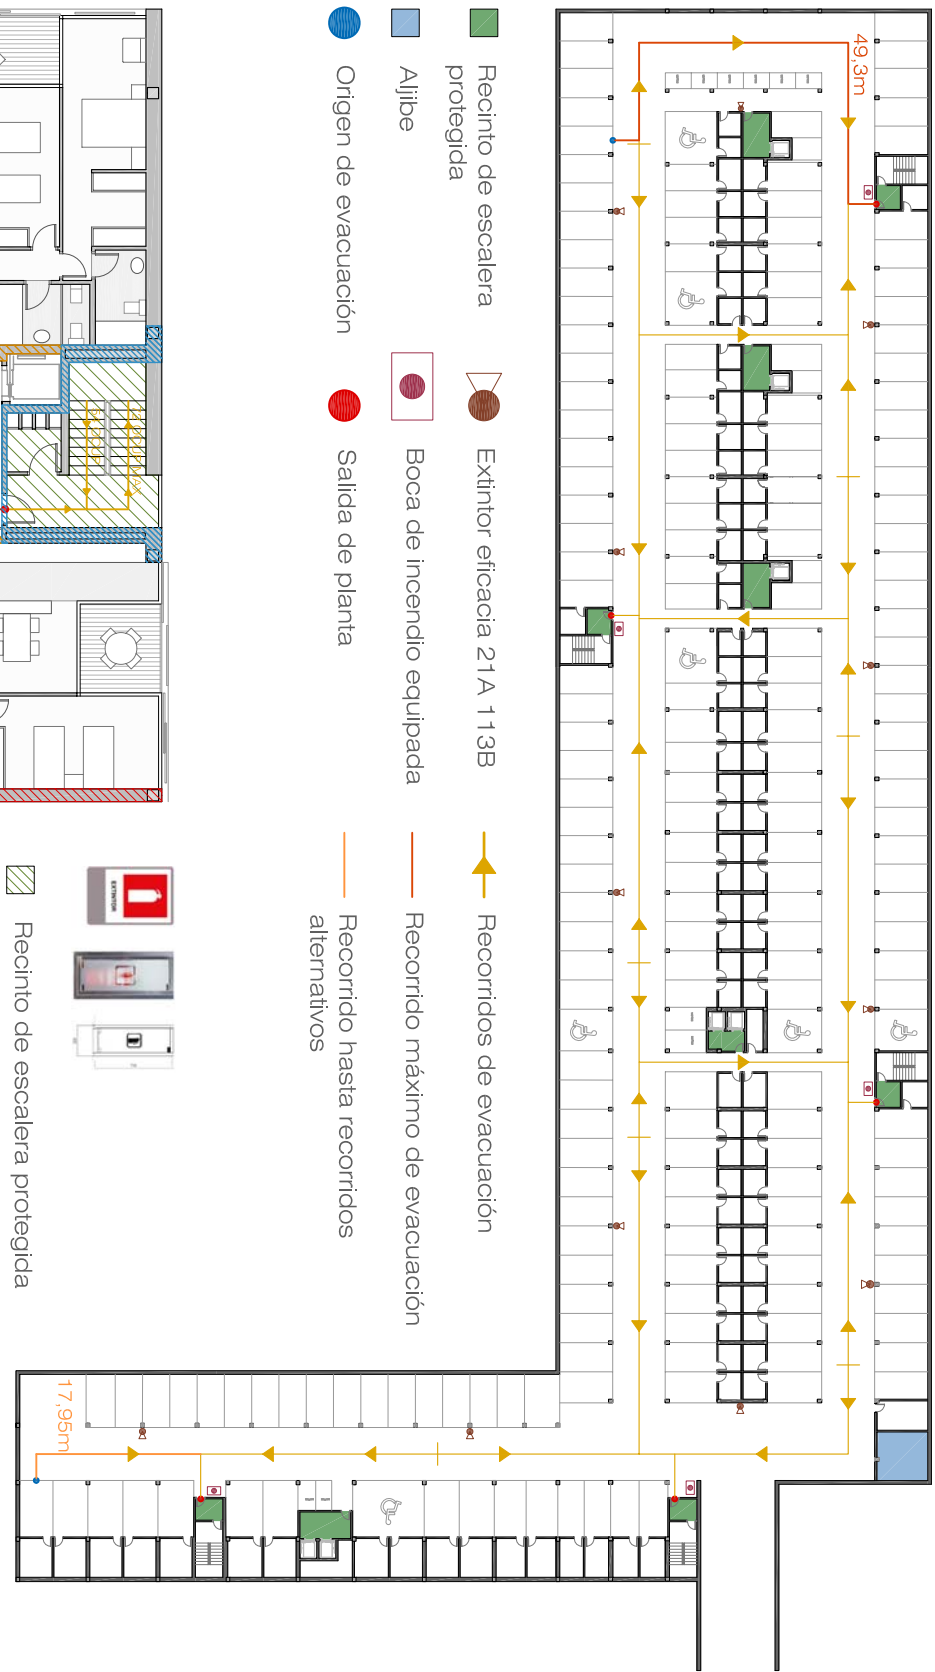 49,3m
17,95m
Recinto de escalera
protegida
Aljibe
Origen de evacuación
Extintor eficacia 21A 113B
Boca de incendio equipada
Salida de planta
Recorridos de evacuación
Recorrido máximo de evacuación
Recorrido hasta recorridos
alternativos
EXTINTOR
Recinto de escalera protegida